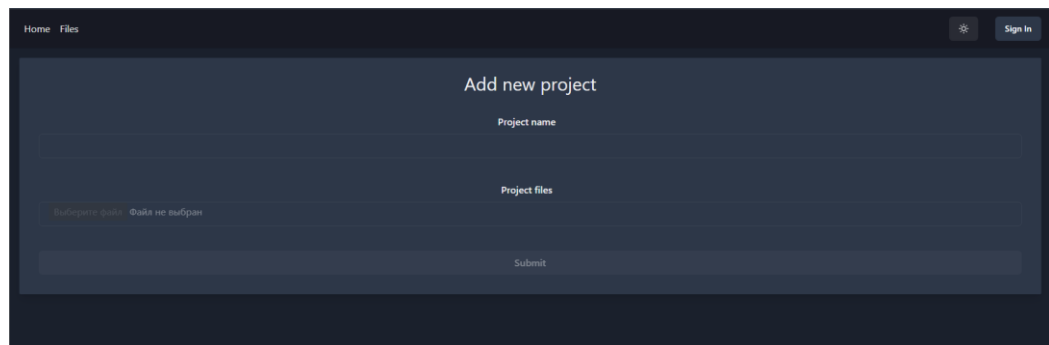 Home Files Sign In
Add new project
Project name
Project files
Выберите файл Файл не выбран
Submit